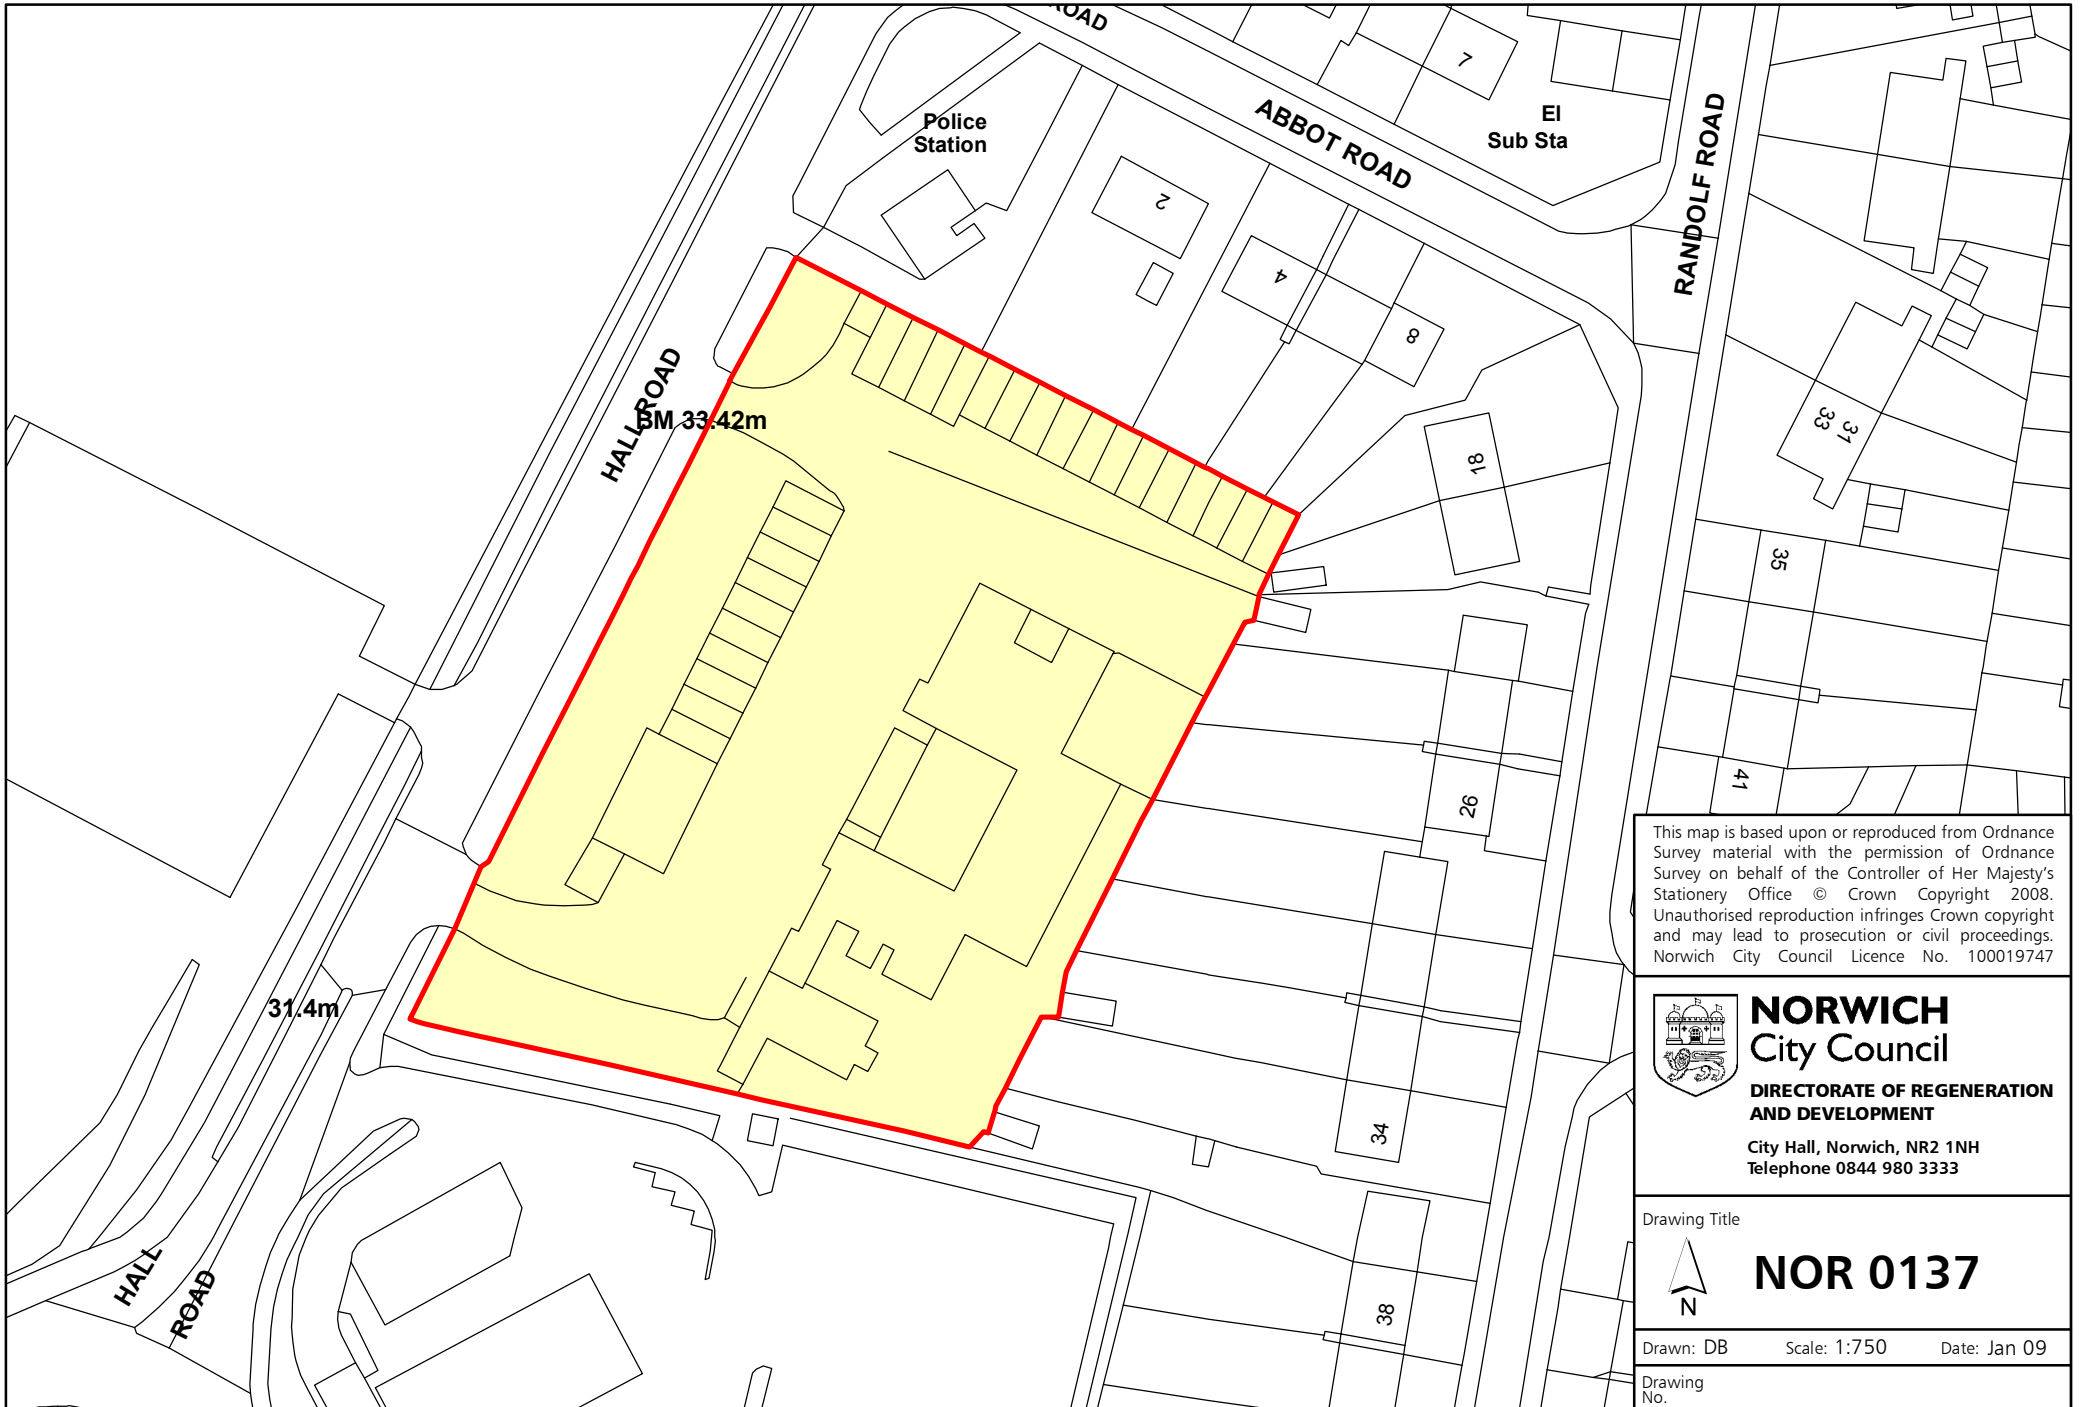 ROAD
7
ABBOT ROAD
El
Sub Sta
RANDOLF ROAD
Police
Station
2
4
8
HALL ROAD
BM 33.42m
18
33
31
35
41
26
34
38
31.4m
HALL
ROAD
This map is based upon or reproduced from Ordnance
Survey material with the permission of Ordnance
Survey on behalf of the Controller of Her Majesty's
Stationery Office © Crown Copyright 2008.
Unauthorised reproduction infringes Crown copyright
and may lead to prosecution or civil proceedings.
Norwich City Council Licence No. 100019747
NORWICH
City Council
DIRECTORATE OF REGENERATION
AND DEVELOPMENT
City Hall, Norwich, NR2 1NH
Telephone 0844 980 3333
Drawing Title
N
NOR 0137
Drawn: DB Scale: 1:750 Date: Jan 09
Drawing
No.